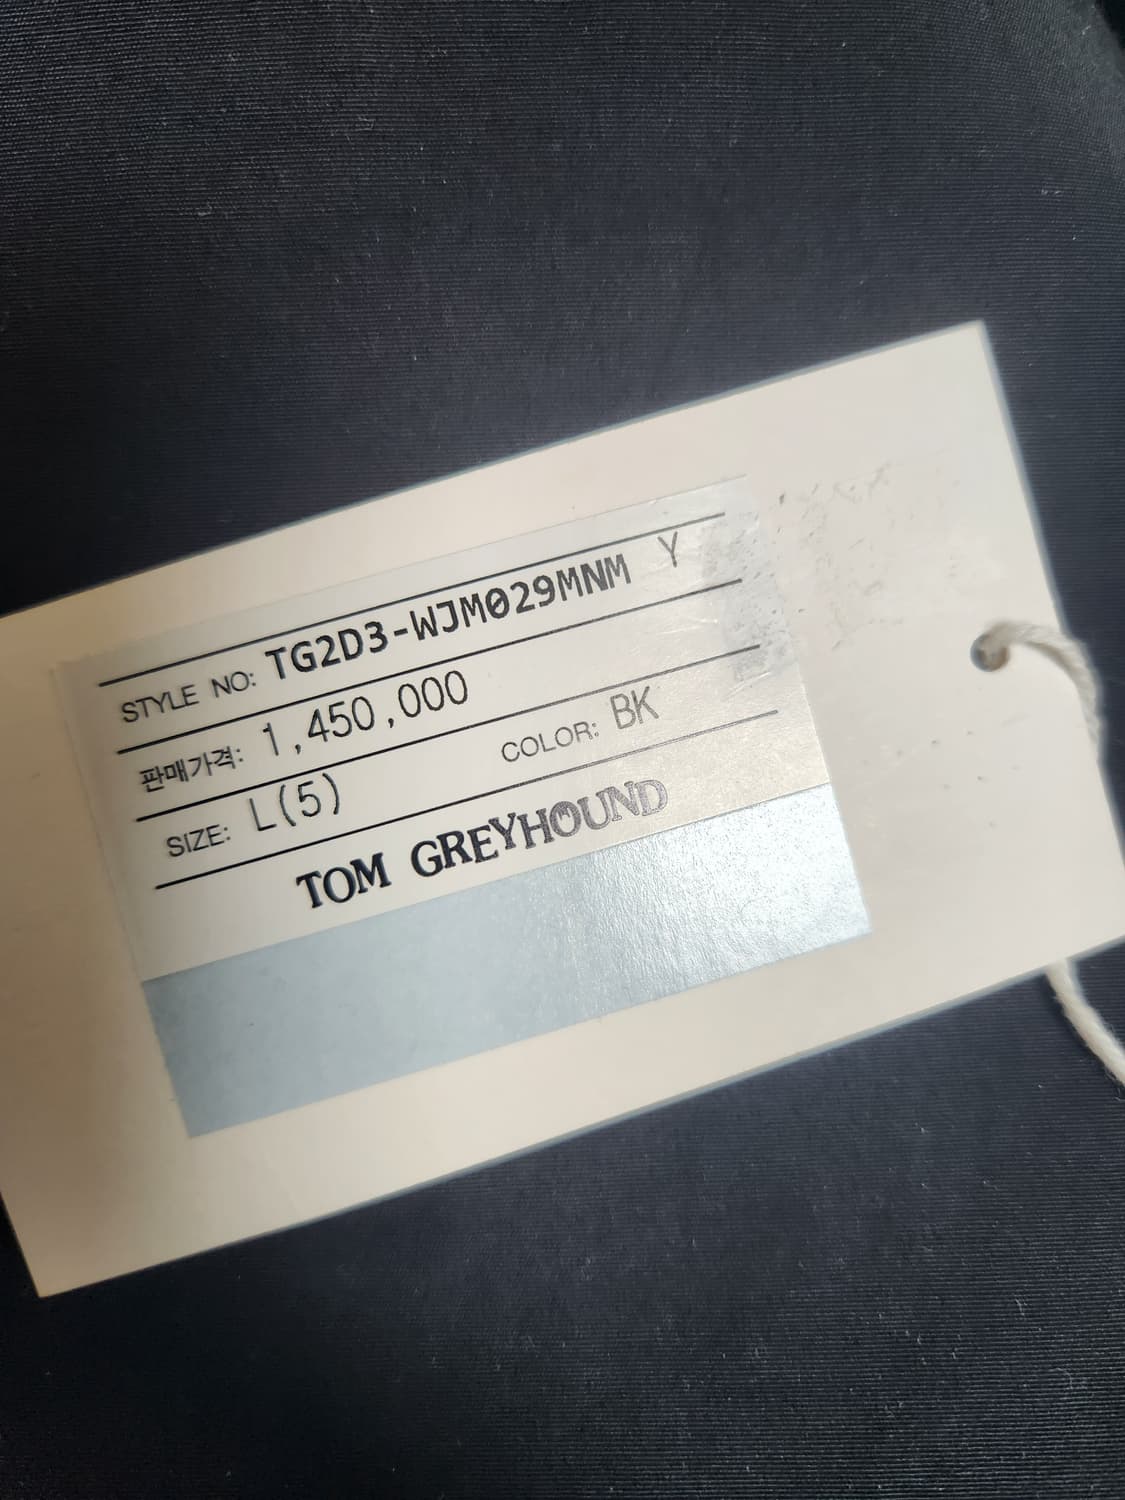 STYLE NO: TG2D3-WJM029MNM Y
판매가격: 1,450,000
SIZE: L(5) COLOR: BK
TOM GREYHOUND